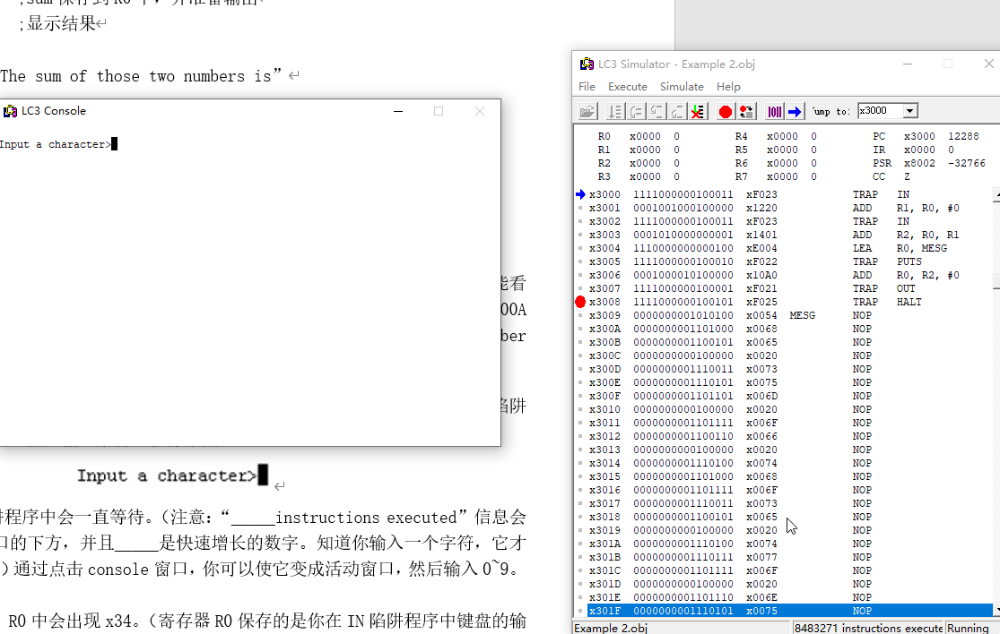 ;显示结果↵
The sum of those two numbers is” ↵
LC3 Console
Input a character>
能看
00A
ber
陷阱
Input a character> ↵
阱程序中会一直等待。(注意:“_____instructions executed”信息会
口的下方,并且_____是快速增长的数字。知道你输入一个字符,它才
)通过点击 console 窗口,你可以使它变成活动窗口,然后输入 0~9。
R0 中会出现 x34。(寄存器 R0 保存的是你在 IN 陷阱程序中键盘的输
LC3 Simulator - Example 2.obj
File Execute Simulate Help
Jump to: x3000
R0 x0000 0 R4 x0000 0 PC x3000 12288
R1 x0000 0 R5 x0000 0 IR x0000 0
R2 x0000 0 R6 x0000 0 PSR x8002 -32766
R3 x0000 0 R7 x0000 0 CC Z
x3000 1111000000100011 xF023 TRAP IN
x3001 0001001000100000 x1220 ADD R1, R0, #0
x3002 1111000000100011 xF023 TRAP IN
x3003 0001010000000001 x1401 ADD R2, R0, R1
x3004 1110000000000100 xE004 LEA R0, MESG
x3005 1111000000100010 xF022 TRAP PUTS
x3006 0001000010100000 x10A0 ADD R0, R2, #0
x3007 1111000000100001 xF021 TRAP OUT
x3008 1111000000100101 xF025 TRAP HALT
x3009 0000000001010100 x0054 MESG NOP
x300A 0000000001101000 x0068 NOP
x300B 0000000001100101 x0065 NOP
x300C 0000000000100000 x0020 NOP
x300D 0000000001110011 x0073 NOP
x300E 0000000001110101 x0075 NOP
x300F 0000000001101101 x006D NOP
x3010 0000000000100000 x0020 NOP
x3011 0000000001101111 x006F NOP
x3012 0000000001100110 x0066 NOP
x3013 0000000000100000 x0020 NOP
x3014 0000000001110100 x0074 NOP
x3015 0000000001101000 x0068 NOP
x3016 0000000001101111 x006F NOP
x3017 0000000001110011 x0073 NOP
x3018 0000000001100101 x0065 NOP
x3019 0000000000100000 x0020 NOP
x301A 0000000001110100 x0074 NOP
x301B 0000000001110111 x0077 NOP
x301C 0000000001101111 x006F NOP
x301D 0000000000100000 x0020 NOP
x301E 0000000001101110 x006E NOP
x301F 0000000001110101 x0075 NOP
Example 2.obj 8483271 instructions execute Running